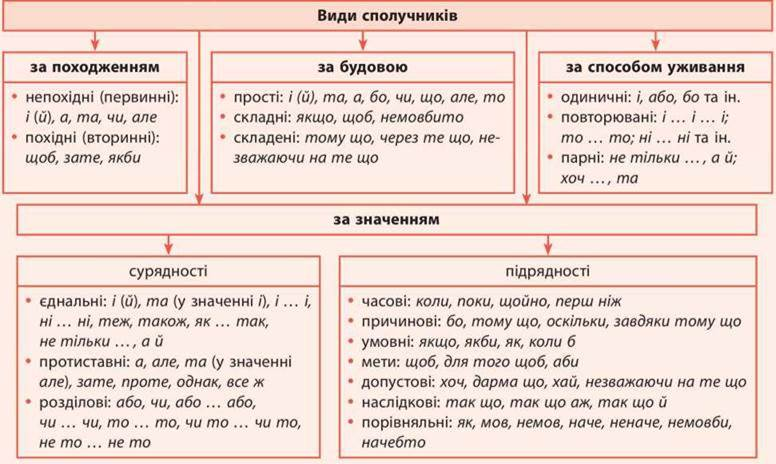 Види сполучників
за походженням
• непохідні (первинні):
і (й), а, та, чи, але
• похідні (вторинні):
щоб, зате, якби
за будовою
• прості: і (й), та, а, бо, чи, що, але, то
• складні: якщо, щоб, немовбито
• складені: тому що, через те що, не-
зважаючи на те що
за способом уживання
• одиничні: і, або, бо та ін.
• повторювані: і ... і ... і;
то ... то; ні ... ні та ін.
• парні: не тільки ... , а й;
хоч ..., та
за значенням
сурядності
• єднальні: і (й), та (у значенні і), і ... і,
ні ... ні, теж, також, як ... так,
не тільки ... , а й
• протиставні: а, але, та (у значенні
але), зате, проте, однак, все ж
• розділові: або, чи, або ... або,
чи ... чи, то ... то, чи то ... чи то,
не то ... не то
підрядності
• часові: коли, поки, щойно, перш ніж
• причинові: бо, тому що, оскільки, завдяки тому що
• умовні: якщо, якби, як, коли б
• мети: щоб, для того щоб, аби
• допустові: хоч, дарма що, хай, незважаючи на те що
• наслідкові: так що, так що аж, так що й
• порівняльні: як, мов, немов, наче, неначе, немовби,
начебто